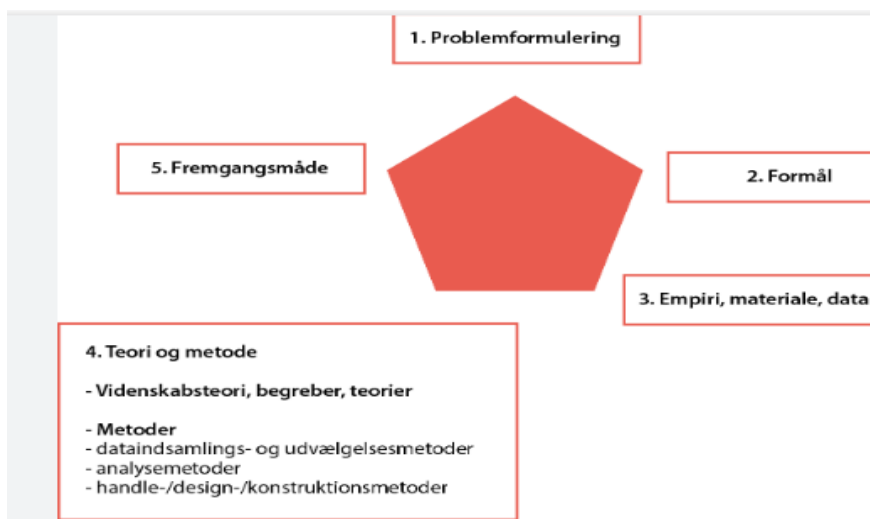 1. Problemformulering
5. Fremgangsmåde
2. Formål
3. Empiri, materiale, data
4. Teori og metode
- Videnskabsteori, begreber, teorier
- Metoder
- dataindsamlings- og udvælgelsesmetoder
- analysemetoder
- handle-/design-/konstruktionsmetoder